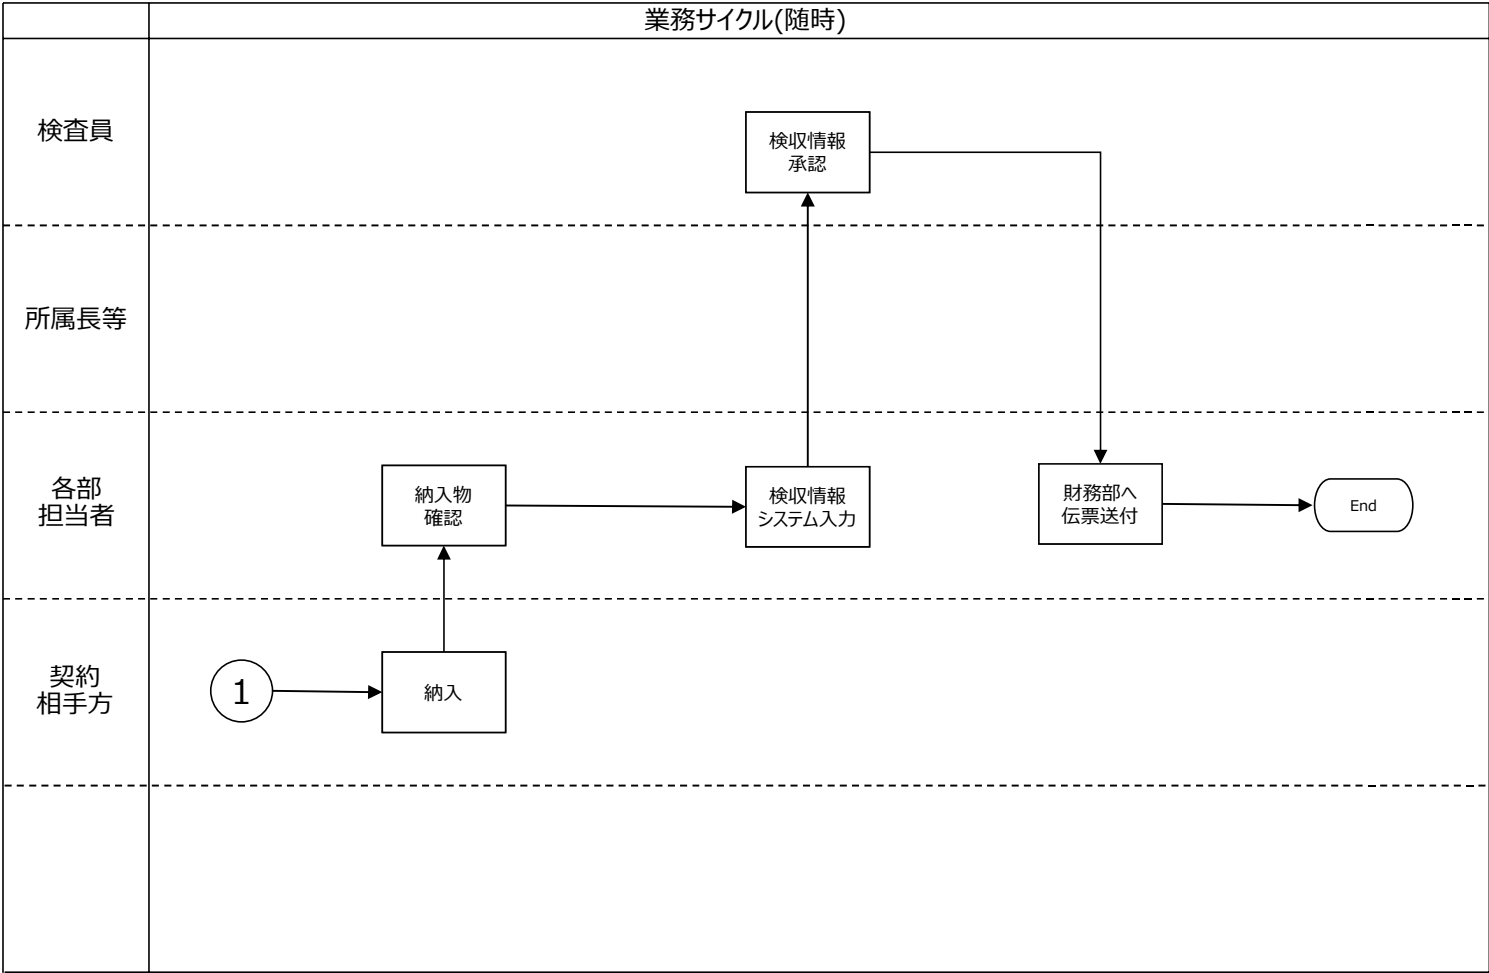 業務サイクル(随時)
検査員
検収情報
承認
所属長等
各部
担当者
納入物
確認
検収情報
システム入力
財務部へ
伝票送付
End
契約
相手方
1
納入